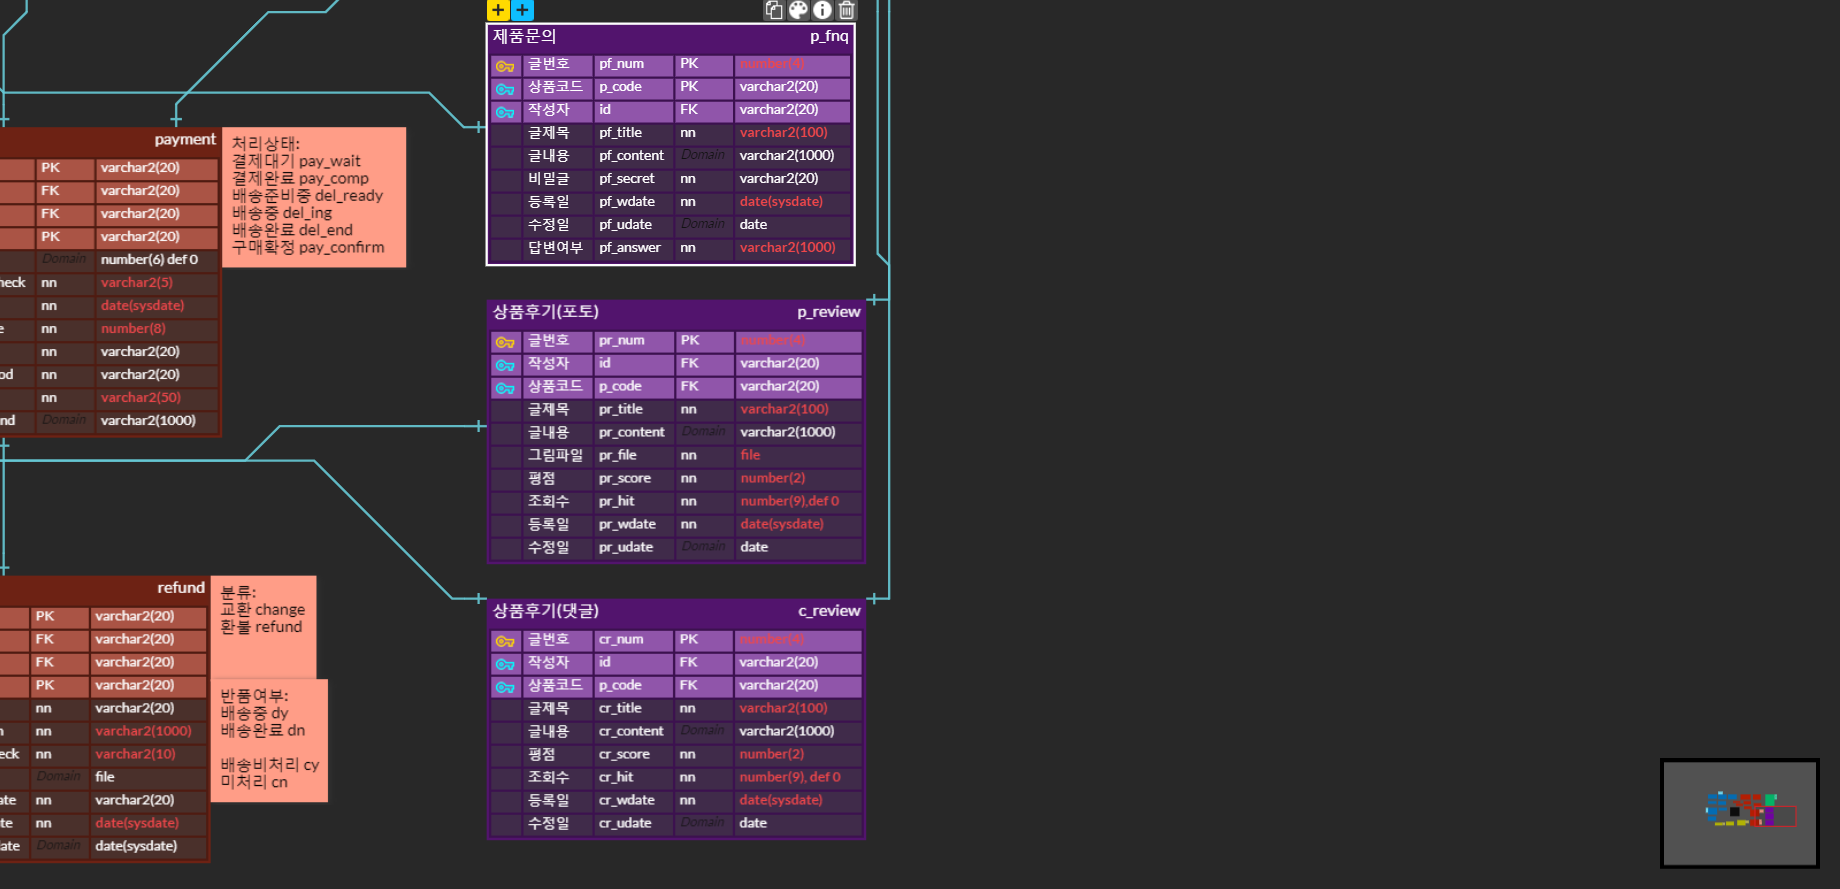 제품문의 p_fnq
글번호 pf_num PK number(4)
상품코드 p_code PK varchar2(20)
작성자 id FK varchar2(20)
글제목 pf_title nn varchar2(100)
글내용 pf_content Domain varchar2(1000)
비밀글 pf_secret nn varchar2(20)
등록일 pf_wdate nn date(sysdate)
수정일 pf_udate Domain date
답변여부 pf_answer nn varchar2(1000)
payment
PK varchar2(20)
FK varchar2(20)
FK varchar2(20)
PK varchar2(20)
Domain number(6) def 0
heck nn varchar2(5)
nn date(sysdate)
e nn number(8)
nn varchar2(20)
od nn varchar2(20)
nn varchar2(50)
nd Domain varchar2(1000)
처리상태:
결제대기 pay_wait
결제완료 pay_comp
배송준비중 del_ready
배송중 del_ing
배송완료 del_end
구매확정 pay_confirm
상품후기(포토) p_review
글번호 pr_num PK number(4)
작성자 id FK varchar2(20)
상품코드 p_code FK varchar2(20)
글제목 pr_title nn varchar2(100)
글내용 pr_content Domain varchar2(1000)
그림파일 pr_file nn file
평점 pr_score nn number(2)
조회수 pr_hit nn number(9),def 0
등록일 pr_wdate nn date(sysdate)
수정일 pr_udate Domain date
refund
PK varchar2(20)
FK varchar2(20)
FK varchar2(20)
PK varchar2(20)
nn varchar2(20)
n nn varchar2(1000)
eck nn varchar2(10)
Domain file
ate nn varchar2(20)
te nn date(sysdate)
late Domain date(sysdate)
분류:
교환 change
환불 refund
반품여부:
배송중 dy
배송완료 dn
배송비처리 cy
미처리 cn
상품후기(댓글) c_review
글번호 cr_num PK number(4)
작성자 id FK varchar2(20)
상품코드 p_code FK varchar2(20)
글제목 cr_title nn varchar2(100)
글내용 cr_content Domain varchar2(1000)
평점 cr_score nn number(2)
조회수 cr_hit nn number(9), def 0
등록일 cr_wdate nn date(sysdate)
수정일 cr_udate Domain date